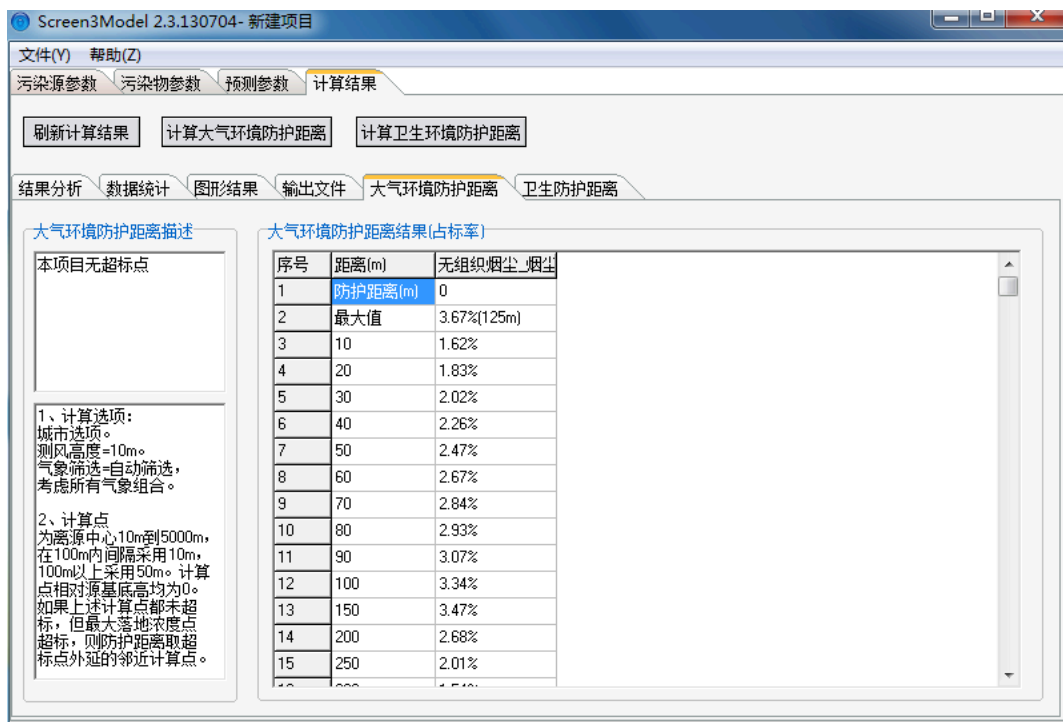 Screen3Model 2.3.130704- 新建项目
文件(Y) 帮助(Z)
污染源参数 污染物参数 预测参数 计算结果
刷新计算结果 计算大气环境防护距离 计算卫生环境防护距离
结果分析 数据统计 图形结果 输出文件 大气环境防护距离 卫生防护距离
大气环境防护距离描述
本项目无超标点
1、计算选项:
城市选项。
测风高度=10m。
气象筛选=自动筛选,
考虑所有气象组合。
2、计算点
为离源中心10m到5000m,
在100m内间隔采用10m,
100m以上采用50m。计算
点相对源基底高均为0。
如果上述计算点都未超
标,但最大落地浓度点
超标,则防护距离取超
标点外延的邻近计算点。
大气环境防护距离结果(占标率)
序号 距离(m) 无组织烟尘_烟尘
1 防护距离(m) 0
2 最大值 3.67%(125m)
3 10 1.62%
4 20 1.83%
5 30 2.02%
6 40 2.26%
7 50 2.47%
8 60 2.67%
9 70 2.84%
10 80 2.93%
11 90 3.07%
12 100 3.34%
13 150 3.47%
14 200 2.68%
15 250 2.01%